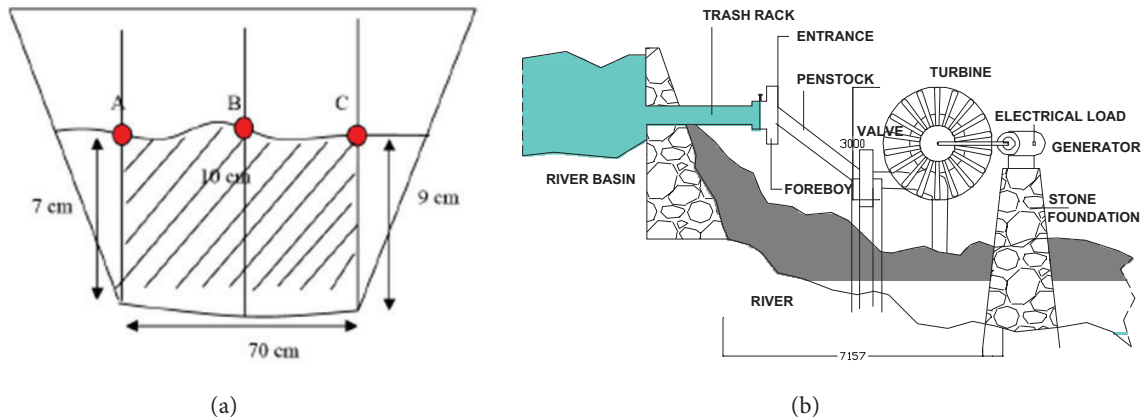 A
B
C
10 cm
7 cm
9 cm
70 cm
(a)
TRASH RACK
ENTRANCE
PENSTOCK
TURBINE
VALVE
3000
ELECTRICAL LOAD
GENERATOR
RIVER BASIN
FOREBOY
STONE
FOUNDATION
RIVER
7157
(b)